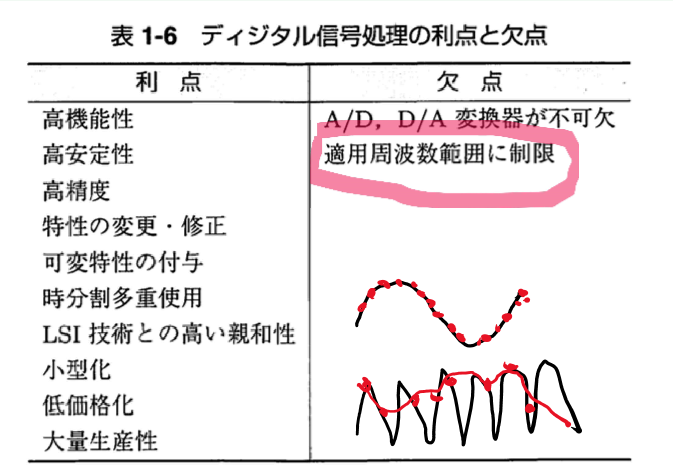 表 1-6 ディジタル信号処理の利点と欠点
利 点 欠 点
高機能性 A/D，D/A 変換器が不可欠
高安定性 適用周波数範囲に制限
高精度
特性の変更・修正
可変特性の付与
時分割多重使用
LSI 技術との高い親和性
小型化
低価格化
大量生産性